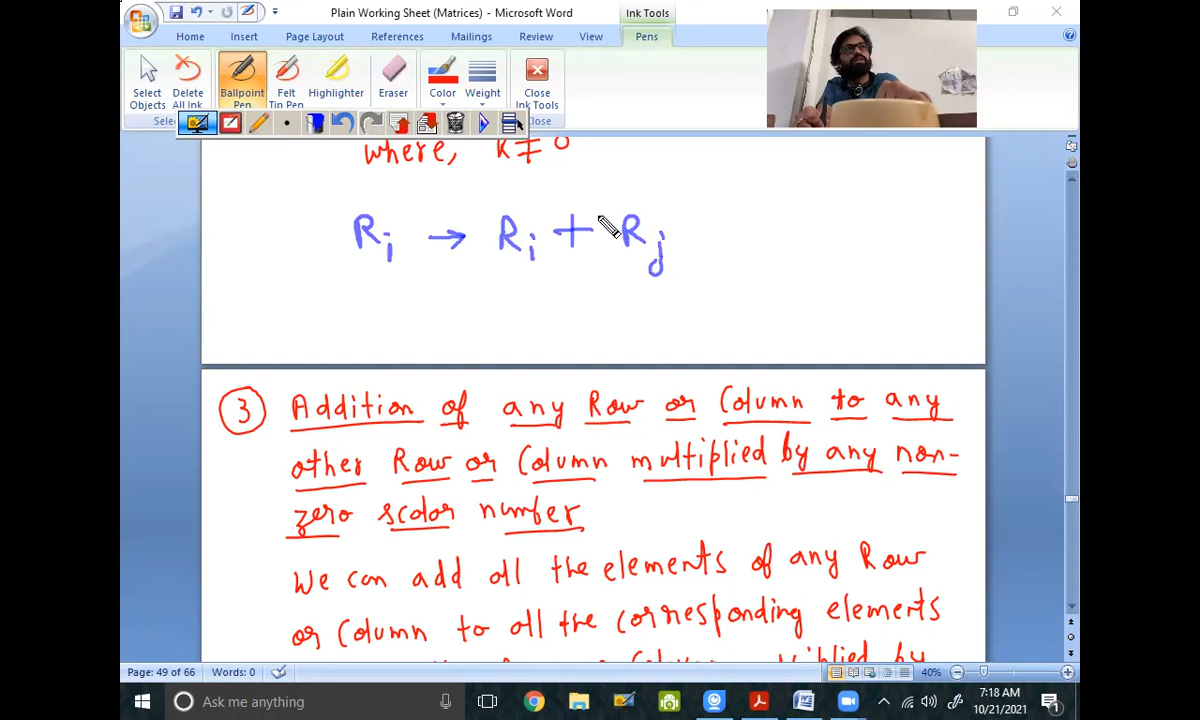 Plain Working Sheet (Matrices) - Microsoft Word
Ink Tools
Home Insert Page Layout References Mailings Review View Pens
Select Objects
Delete All Ink
Ballpoint Pen
Felt Tip Pen
Highlighter
Eraser
Color
Weight
Close Ink Tools
Close
where, k ≠ 0
Ri → Ri + Rj
3 Addition of any Row or Column to any
other Row or Column multiplied by any non-
zero scalar number
We can add all the elements of any Row
or Column to all the corresponding elements
Page: 49 of 66 Words: 0 40%
Ask me anything
7:18 AM
10/21/2021
1